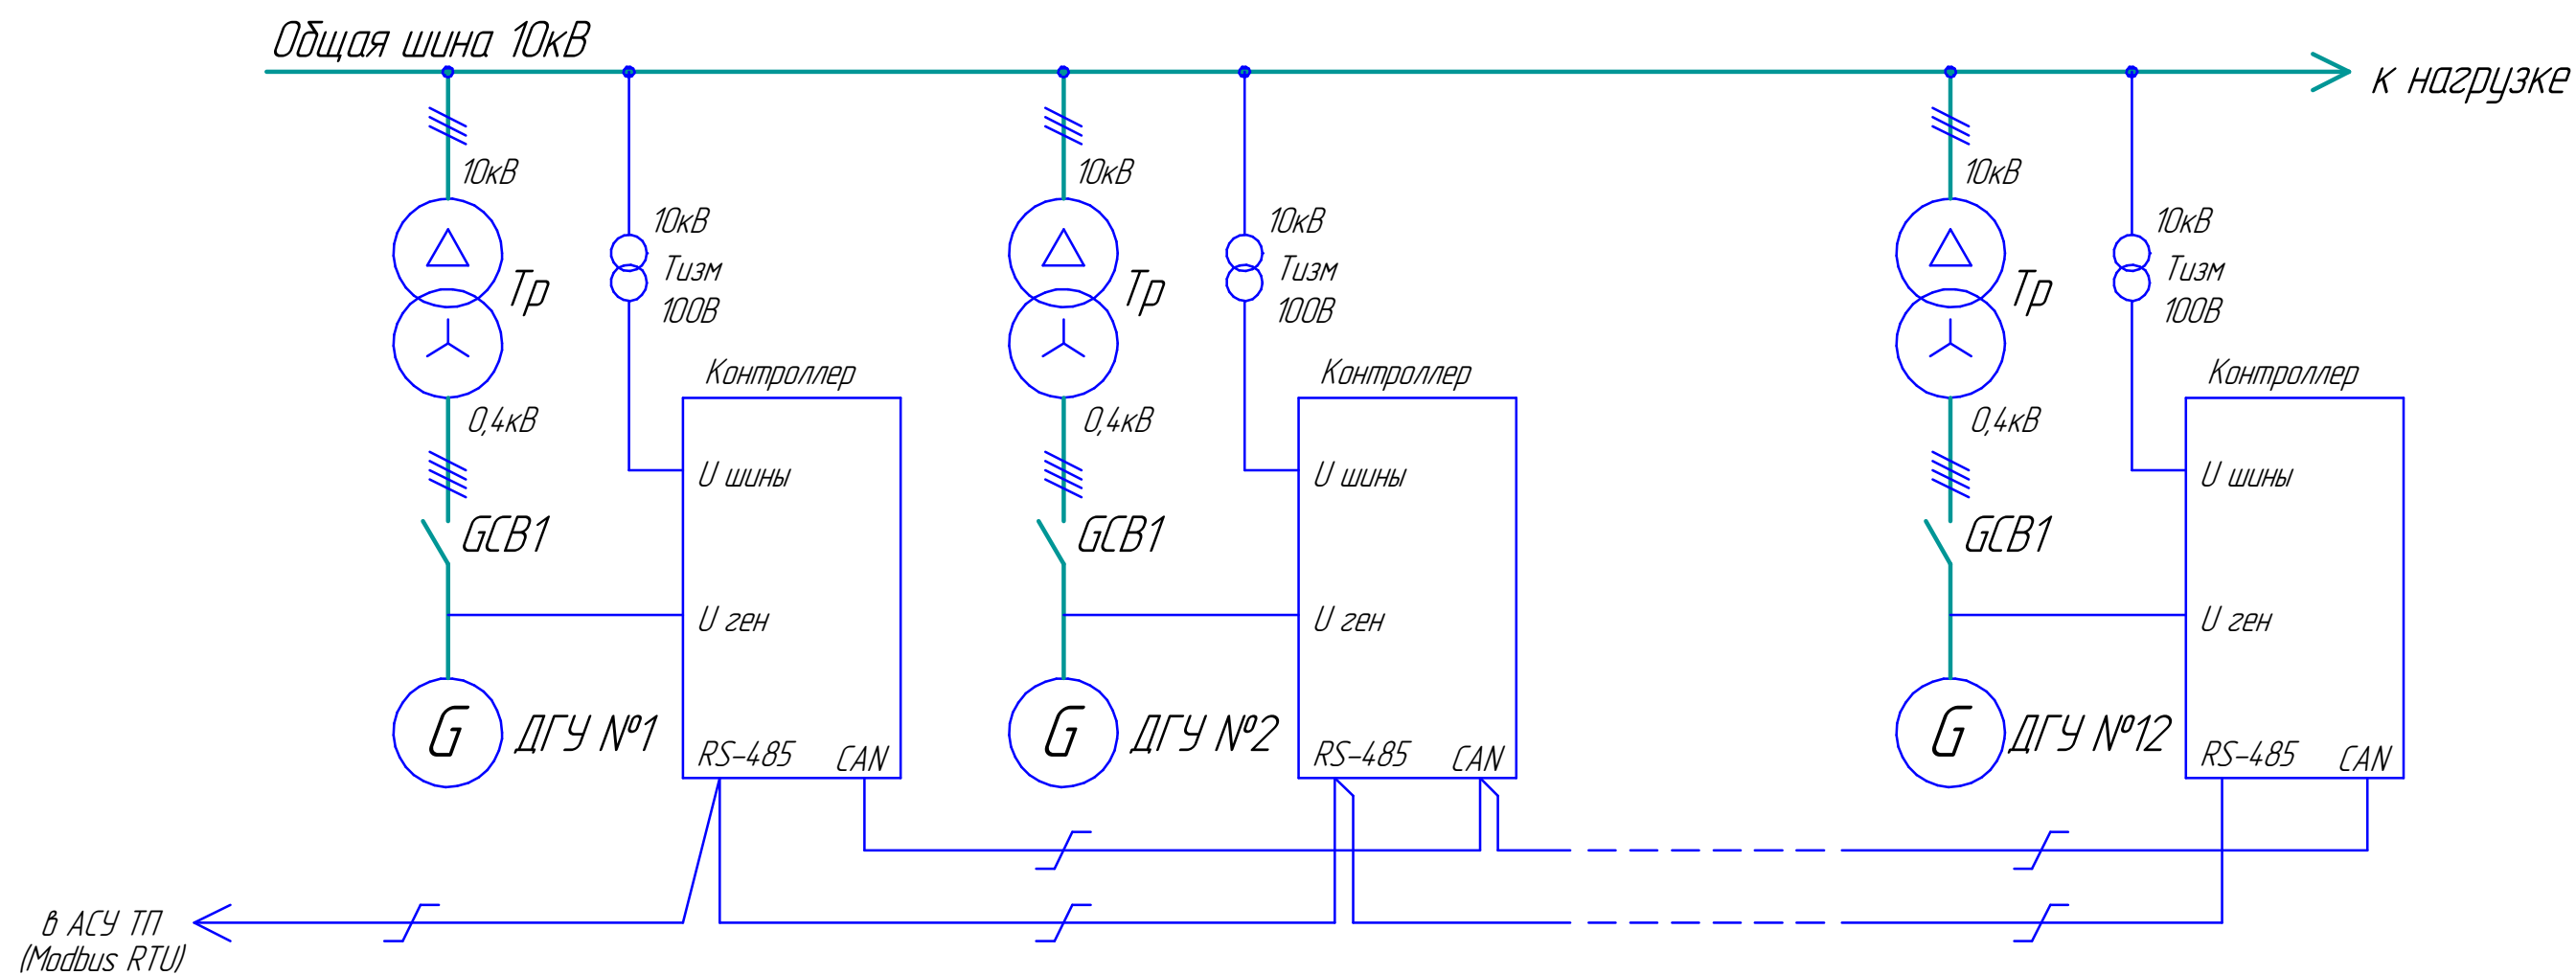 Общая шина 10кВ
к нагрузке
10кВ
10кВ
Тизм
100В
Тр
0,4кВ
GCB1
Контроллер
U шины
U ген
RS-485
CAN
G
ДГУ №1
10кВ
10кВ
Тизм
100В
Тр
0,4кВ
GCB1
Контроллер
U шины
U ген
RS-485
CAN
G
ДГУ №2
10кВ
10кВ
Тизм
100В
Тр
0,4кВ
GCB1
Контроллер
U шины
U ген
RS-485
CAN
G
ДГУ №12
в АСУ ТП
(Modbus RTU)